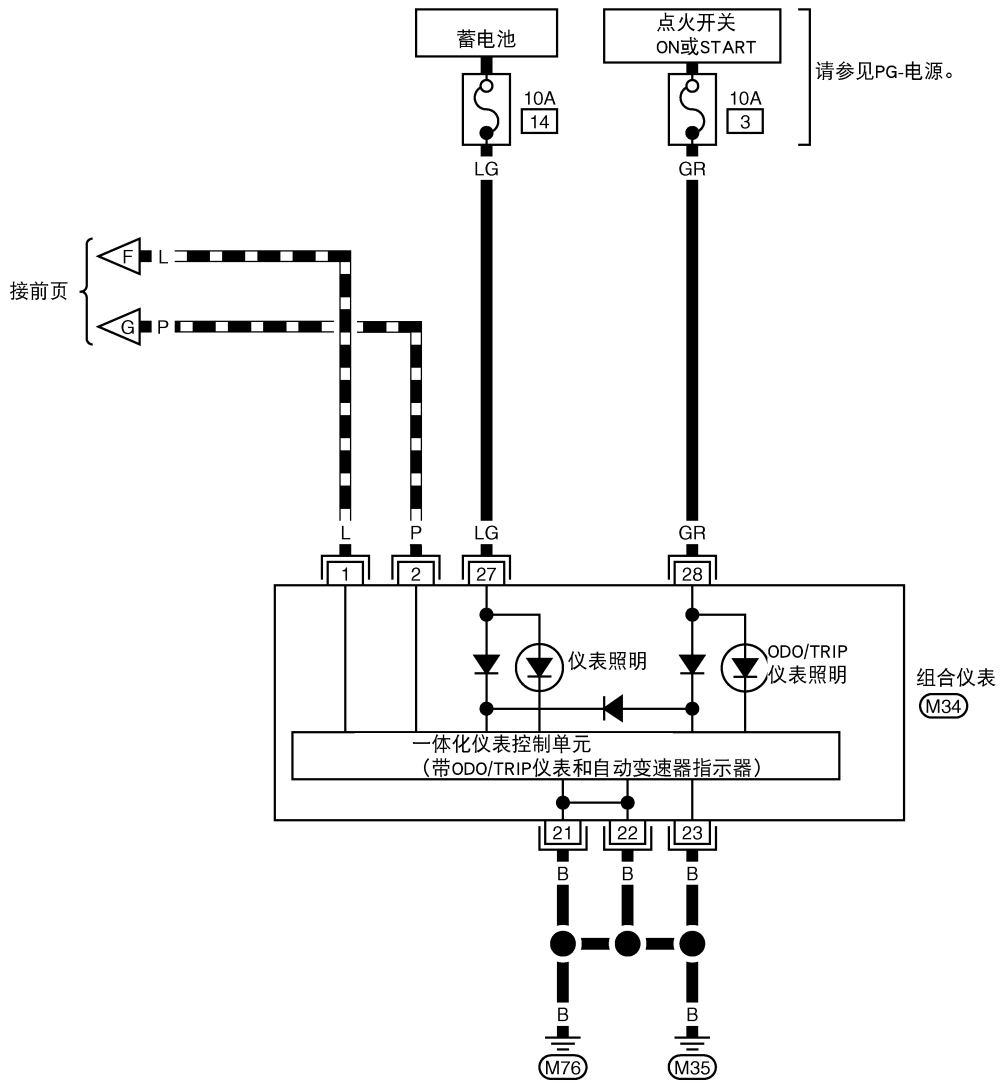 蓄电池
点火开关
ON或START
请参见PG-电源。
10A
14
10A
3
LG
GR
F
L
接前页
G
P
L
P
LG
GR
1
2
27
28
仪表照明
ODO/TRIP
仪表照明
组合仪表
M34
一体化仪表控制单元
（带ODO/TRIP仪表和自动变速器指示器）
21
22
23
B
B
B
B
B
M76
M35